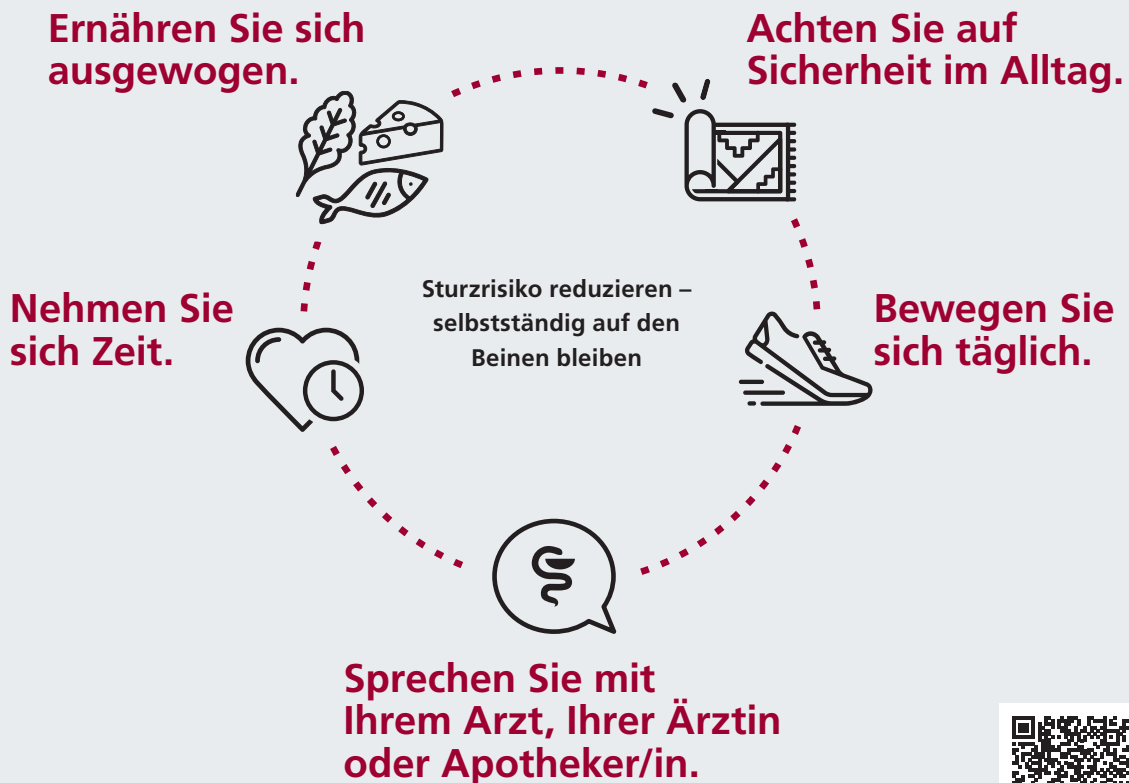 Ernähren Sie sich
ausgewogen.
Achten Sie auf
Sicherheit im Alltag.
Nehmen Sie
sich Zeit.
Sturzrisiko reduzieren –
selbstständig auf den
Beinen bleiben
Bewegen Sie
sich täglich.
Sprechen Sie mit
Ihrem Arzt, Ihrer Ärztin
oder Apotheker/in.